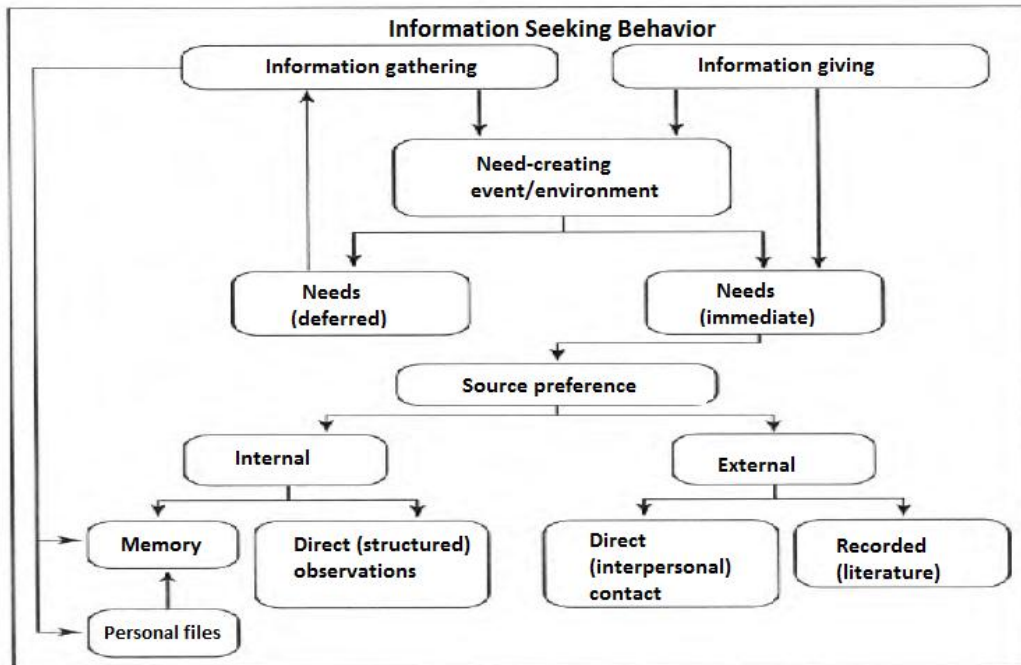 Information Seeking Behavior
Information gathering
Information giving
Need-creating
event/environment
Needs
(deferred)
Needs
(immediate)
Source preference
Internal
External
Memory
Direct (structured)
observations
Direct
(interpersonal)
contact
Recorded
(literature)
Personal files